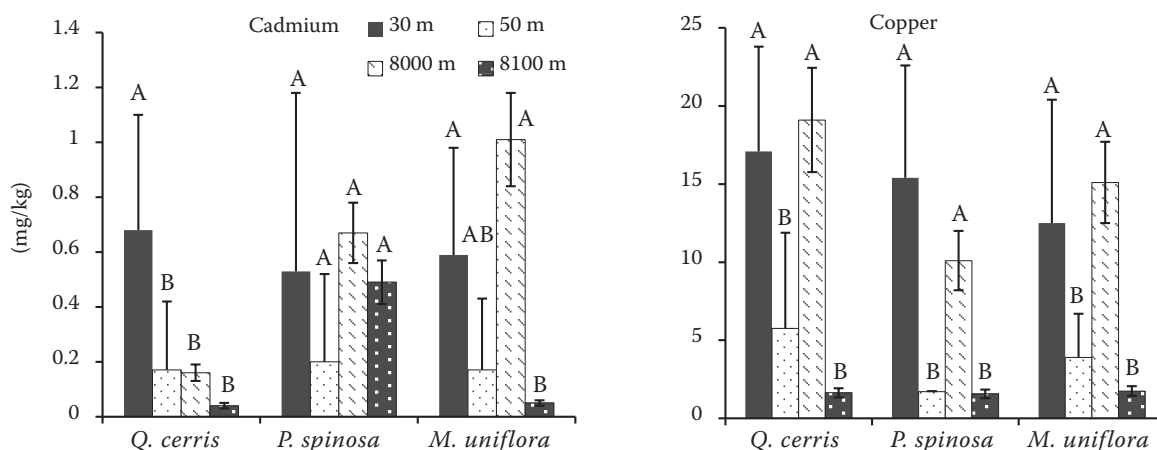 Cadmium
30 m
50 m
8000 m
8100 m
(mg/kg)
1.4
1.2
1
0.8
0.6
0.4
0.2
0
A
B
B
B
A
A
A
A
A
AB
A
B
Q. cerris
P. spinosa
M. uniflora
Copper
25
20
15
10
5
0
A
B
A
B
A
B
A
B
A
B
A
B
Q. cerris
P. spinosa
M. uniflora